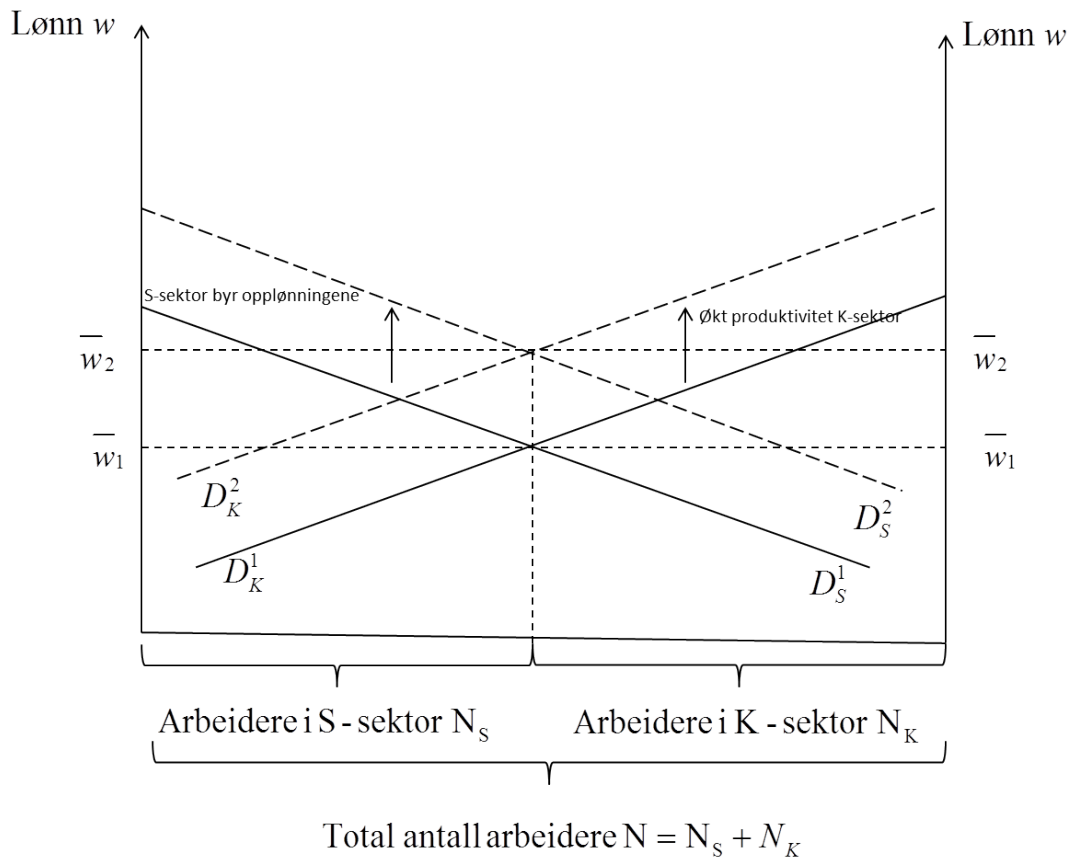 Lønn w
Lønn w
S-sektor byr opplønningene
Økt produktivitet K-sektor
w̄₂
w̄₂
w̄₁
w̄₁
D_K^2
D_S^2
D_K^1
D_S^1
Arbeidere i S - sektor N_S
Arbeidere i K - sektor N_K
Total antall arbeidere N = N_S + N_K